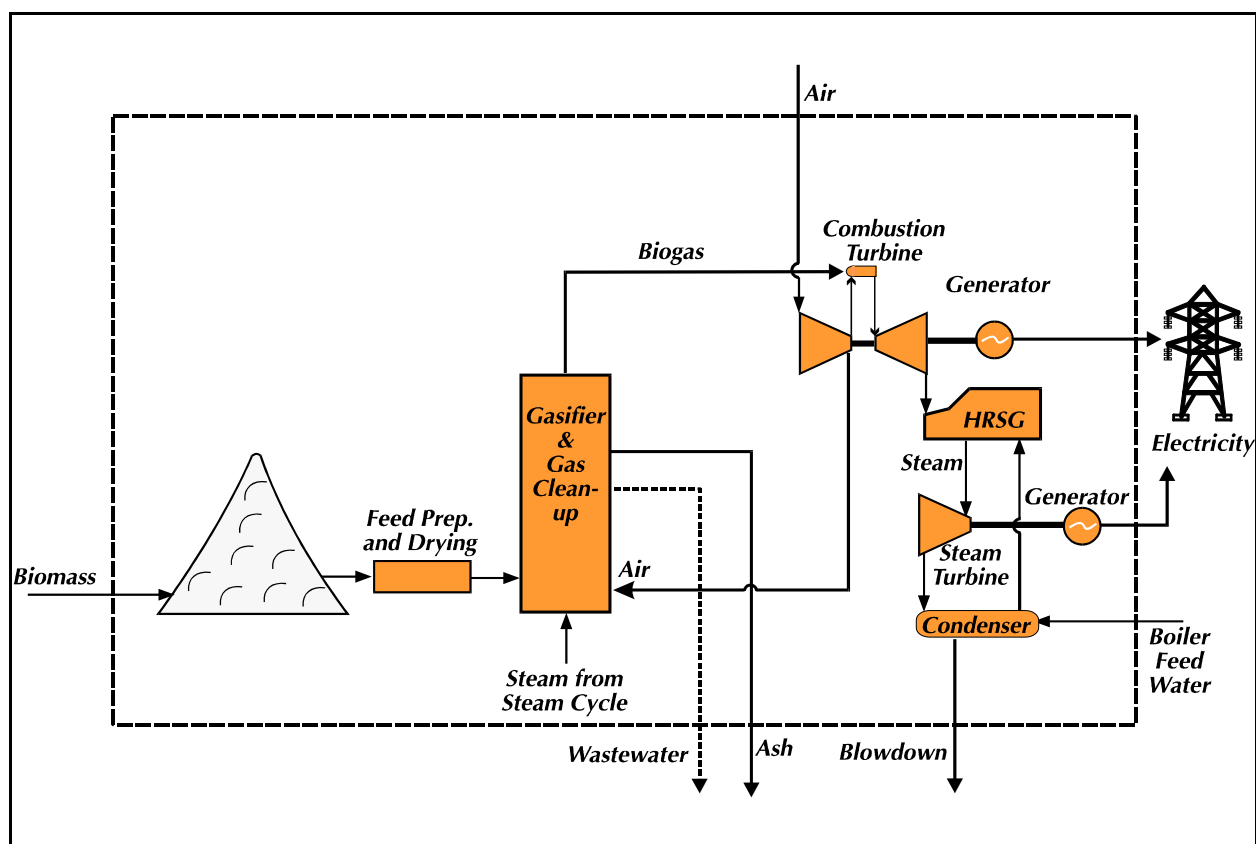 Air
Combustion
Turbine
Biogas
Generator
Gasifier
&
Gas
Clean-
up
HRSG
Electricity
Steam
Generator
Feed Prep.
and Drying
Steam
Turbine
Biomass
Air
Condenser
Boiler
Feed
Water
Steam from
Steam Cycle
Wastewater
Ash
Blowdown